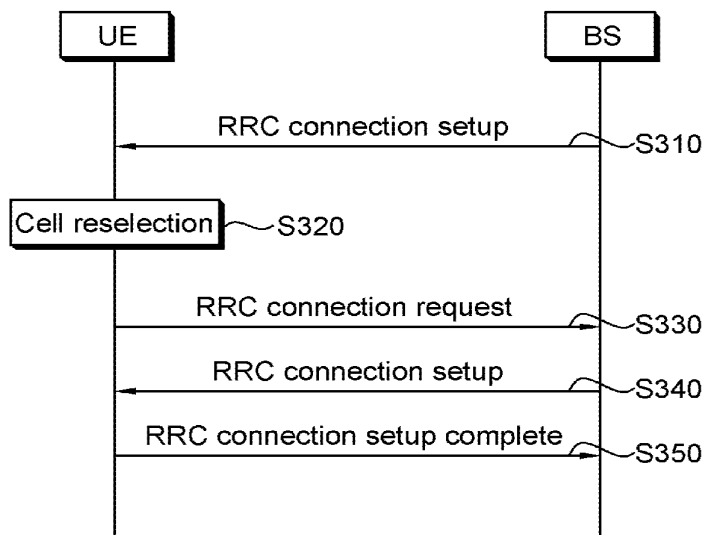 UE
BS
RRC connection setup
S310
Cell reselection
S320
RRC connection request
S330
RRC connection setup
S340
RRC connection setup complete
S350